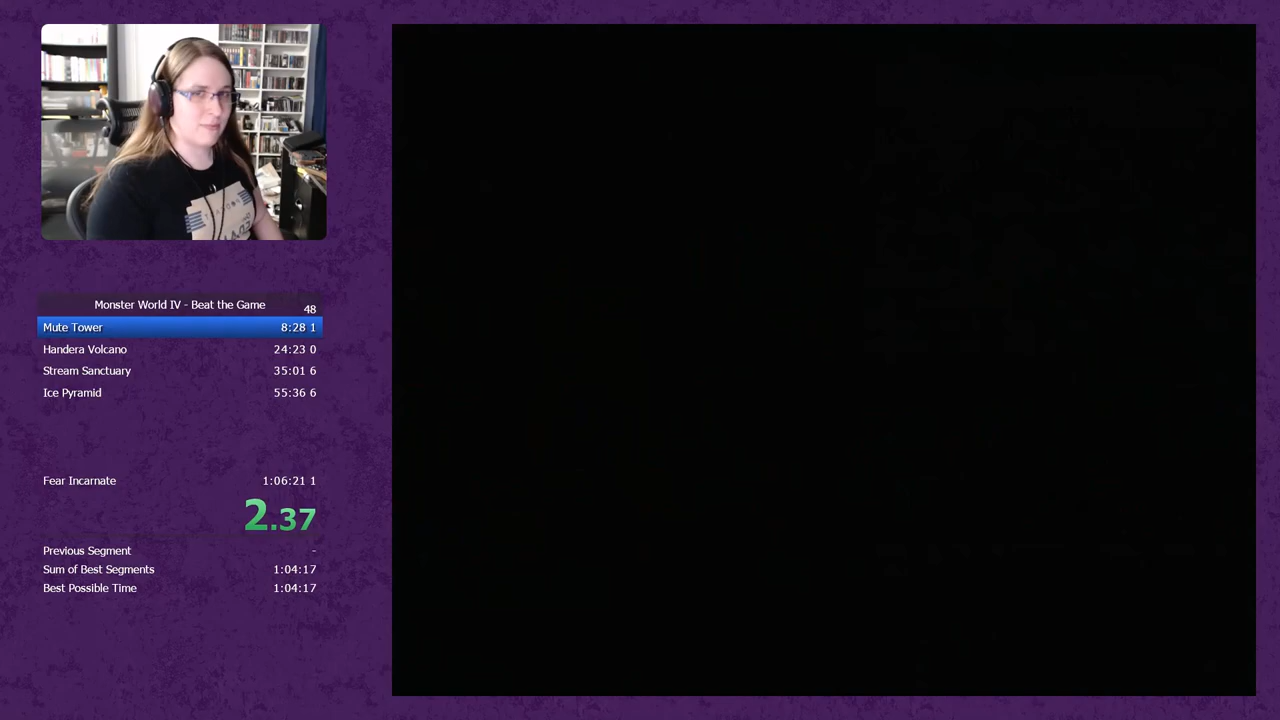 Monster World IV - Beat the Game
48
Mute Tower 8:28 1
Handera Volcano 24:23 0
Stream Sanctuary 35:01 6
Ice Pyramid 55:36 6
Fear Incarnate 1:06:21 1
2.37
Previous Segment -
Sum of Best Segments 1:04:17
Best Possible Time 1:04:17